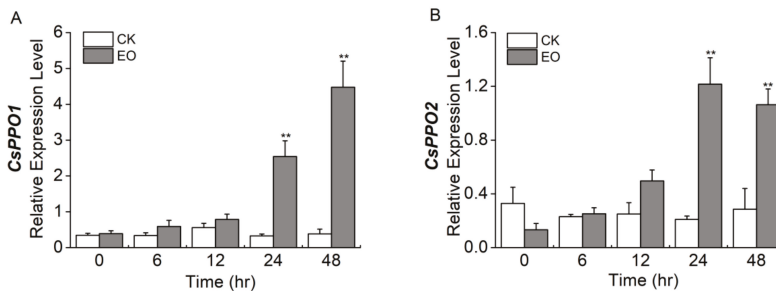 A
CsPPO1
Relative Expression Level
6
5
4
3
2
1
0
CK
EO
**
**
0 6 12 24 48
Time (hr)
B
CsPPO2
Relative Expression Level
1.6
1.2
0.8
0.4
0.0
CK
EO
**
**
0 6 12 24 48
Time (hr)